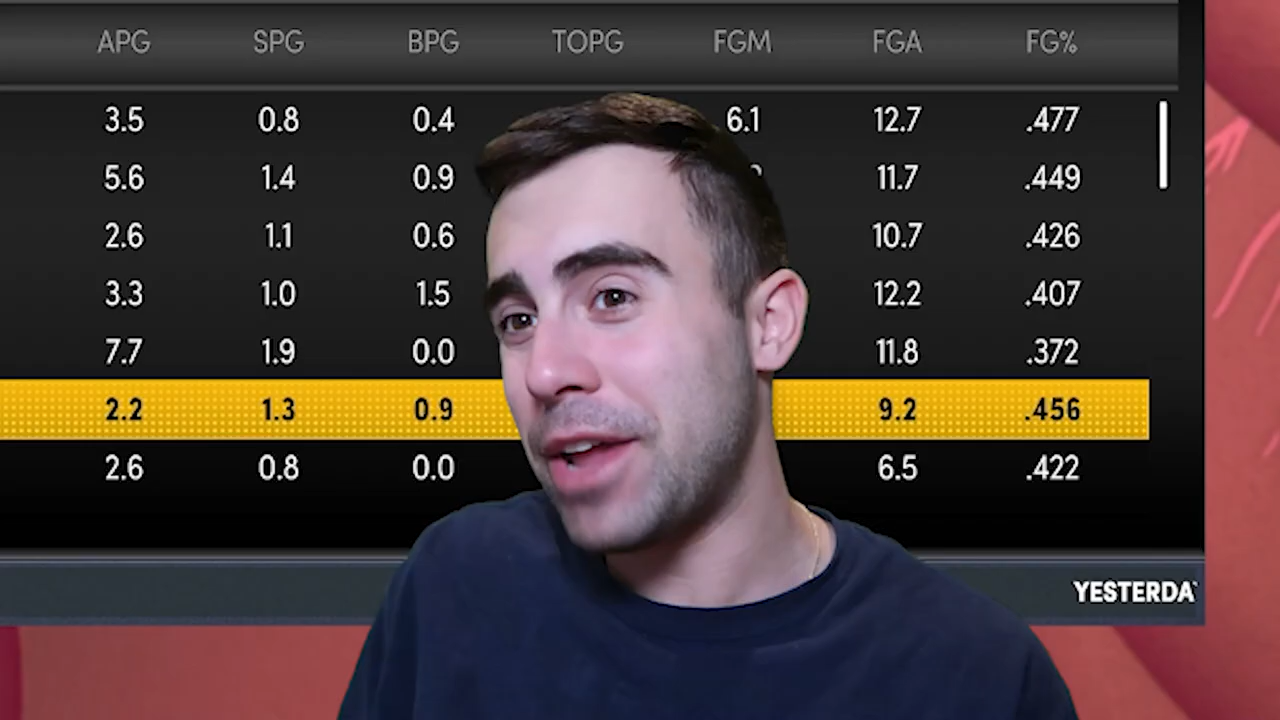 APG SPG BPG TOPG FGM FGA FG%
3.5 0.8 0.4 6.1 12.7 .477
5.6 1.4 0.9 11.7 .449
2.6 1.1 0.6 10.7 .426
3.3 1.0 1.5 12.2 .407
7.7 1.9 0.0 11.8 .372
2.2 1.3 0.9 9.2 .456
2.6 0.8 0.0 6.5 .422
YESTERDA